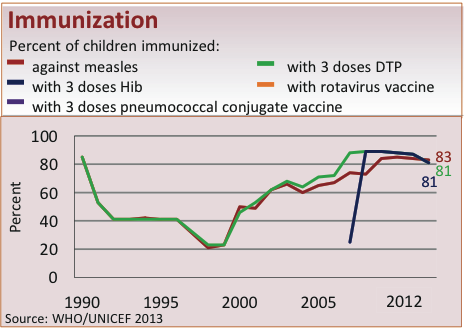 Immunization
Percent of children immunized:
against measles
with 3 doses DTP
with 3 doses Hib
with rotavirus vaccine
with 3 doses pneumococcal conjugate vaccine
100
80
60
40
20
0
Percent
83
81
81
1990 1995 2000 2005 2012
Source: WHO/UNICEF 2013